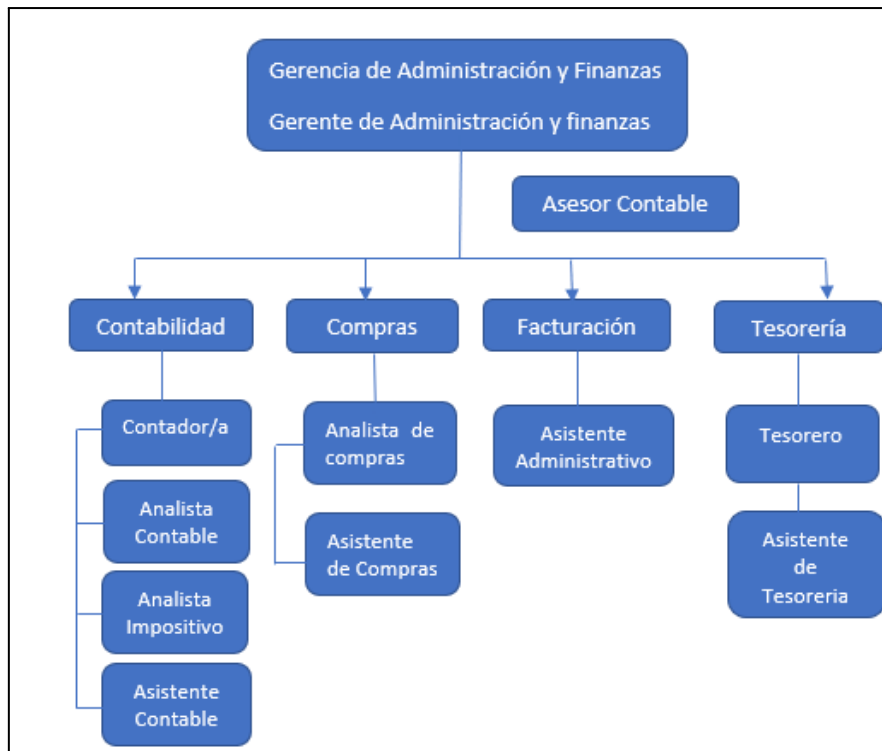 Gerencia de Administración y Finanzas
Gerente de Administración y finanzas
Asesor Contable
Contabilidad
Compras
Facturación
Tesorería
Contador/a
Analista de
compras
Asistente
Administrativo
Tesorero
Analista
Contable
Asistente
de Compras
Asistente
de
Tesoreria
Analista
Impositivo
Asistente
Contable